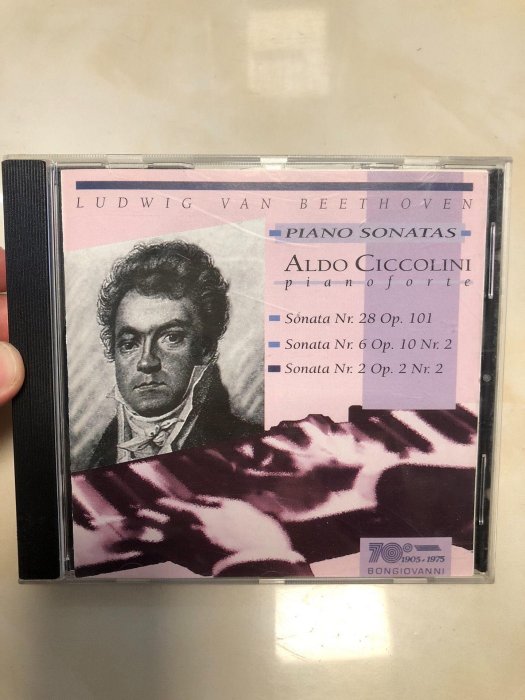 LUDWIG VAN BEETHOVEN
PIANO SONATAS
ALDO CICCOLINI
pianoforte
Sonata Nr. 28 Op. 101
Sonata Nr. 6 Op. 10 Nr. 2
Sonata Nr. 2 Op. 2 Nr. 2
70°
1905 • 1975
BONGIOVANNI